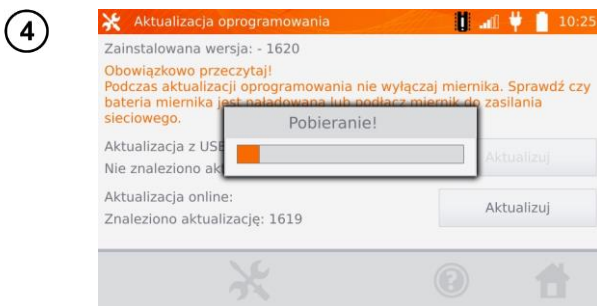 4
Aktualizacja oprogramowania 10:25
Zainstalowana wersja: - 1620
Obowiązkowo przeczytaj!
Podczas aktualizacji oprogramowania nie wyłączaj miernika. Sprawdź czy
bateria miernika jest naładowana lub podłącz miernik do zasilania
sieciowego.
Pobieranie!
Aktualizacja z USB
Aktualizuj
Nie znaleziono
Aktualizacja online:
Znaleziono aktualizację: 1619
Aktualizuj